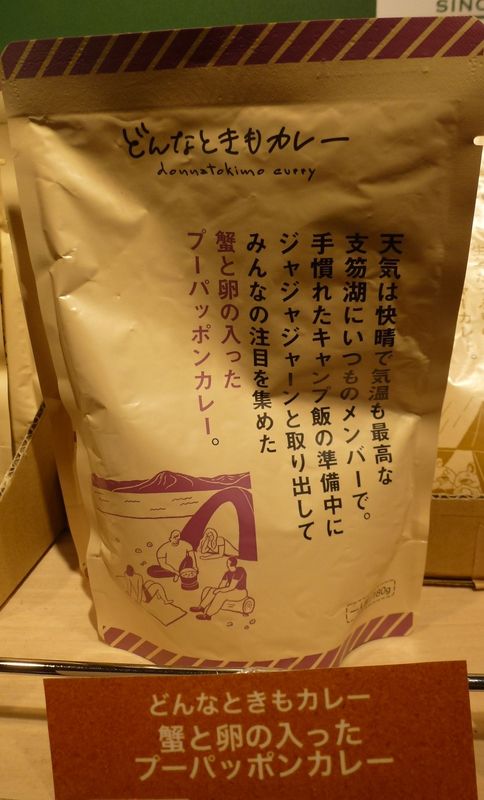 SINC
どんなときもカレー
donnatokimo curry
天気は快晴で気温も最高な
支笏湖にいつものメンバーで。
手慣れたキャンプ飯の準備中に
ジャジャジャーンと取り出して
みんなの注目を集めた
蟹と卵の入った
プーパッポンカレー。
180g
どんなときもカレー
蟹と卵の入った
プーパッポンカレー